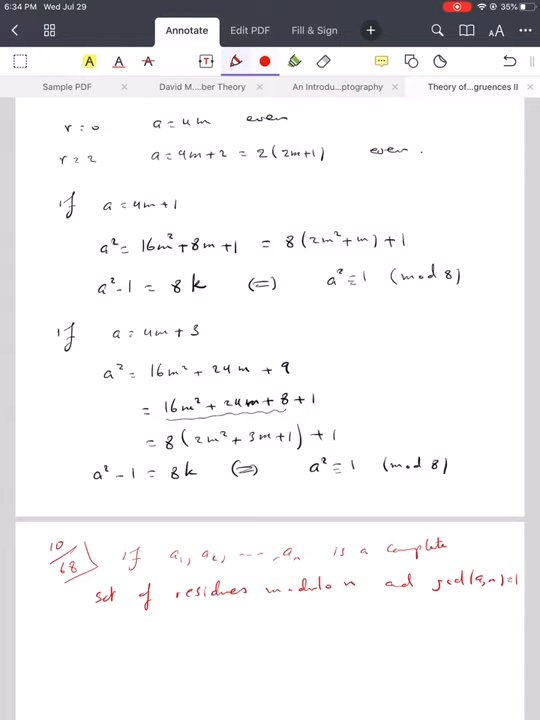 6:34 PM Wed Jul 29
35%
Annotate Edit PDF Fill & Sign
Sample PDF David M....ber Theory An Introdu...ptography Theory of...gruences II
r = 0 a = 4m even
r = 2 a = 4m + 2 = 2(2m+1) even.
If a = 4m + 1
a² = 16m² + 8m + 1 = 8(2m² + m) + 1
a² - 1 = 8k ⟺ a² ≡ 1 (mod 8)
If a = 4m + 3
a² = 16m² + 24m + 9
= 16m² + 24m + 8 + 1
= 8(2m² + 3m + 1) + 1
a² - 1 = 8k ⟺ a² ≡ 1 (mod 8)
10/68) If a₁, a₂, ..., aₙ is a complete
set of residues modulo n and gcd(a,n)=1